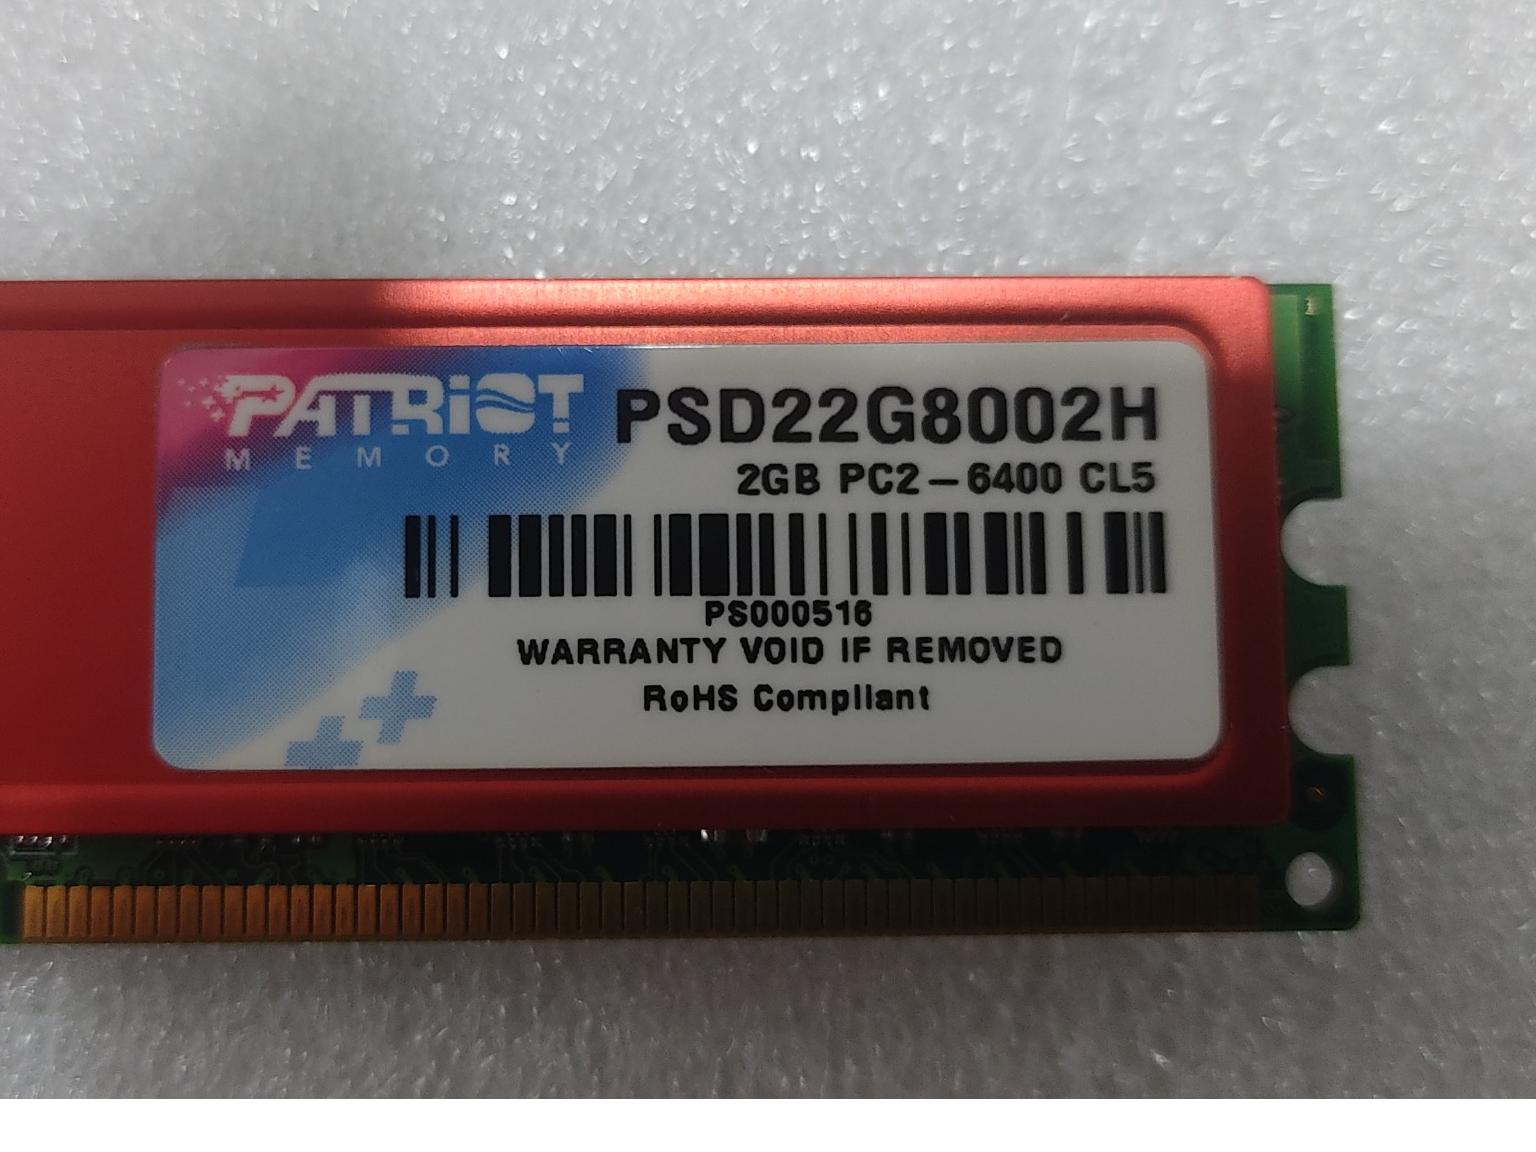 PATRiOT
MEMORY
PSD22G8002H
2GB PC2-6400 CL5
PS000516
WARRANTY VOID IF REMOVED
RoHS Compliant